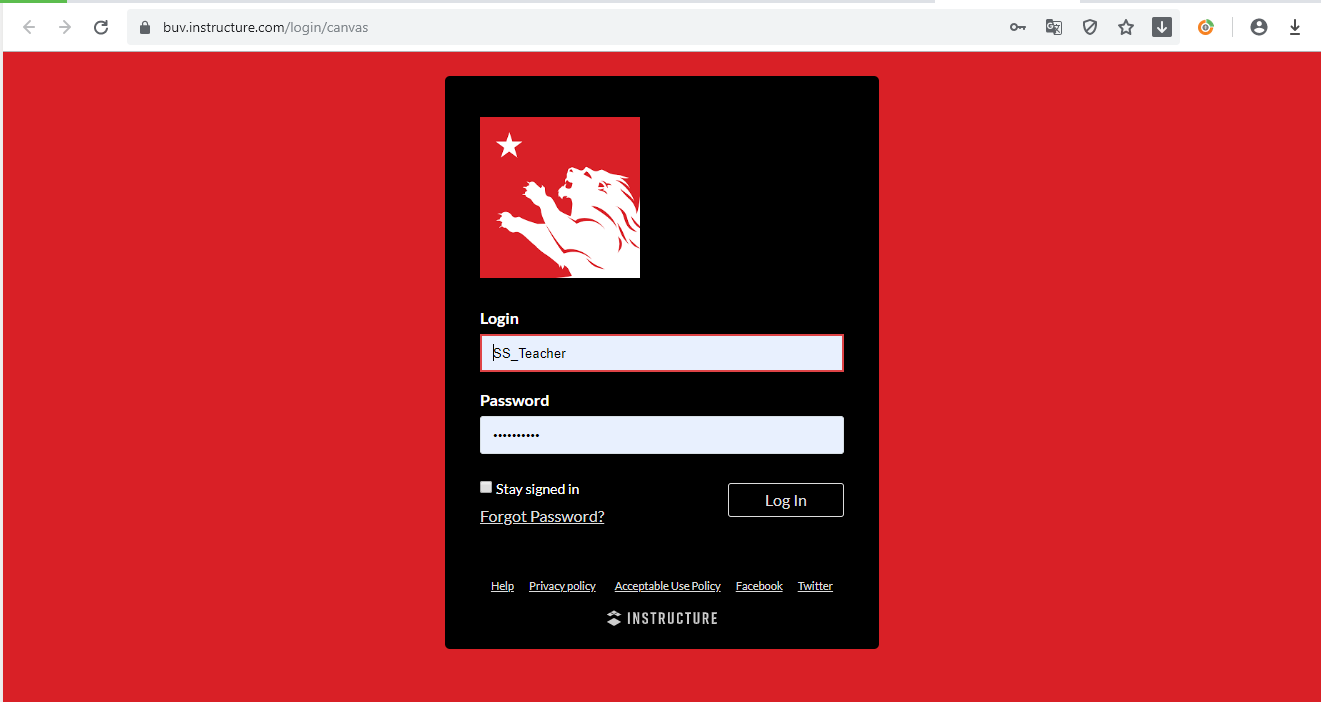 buv.instructure.com/login/canvas
Login
SS_Teacher
Password
••••••••••
Stay signed in
Log In
Forgot Password?
Help Privacy policy Acceptable Use Policy Facebook Twitter
INSTRUCTURE